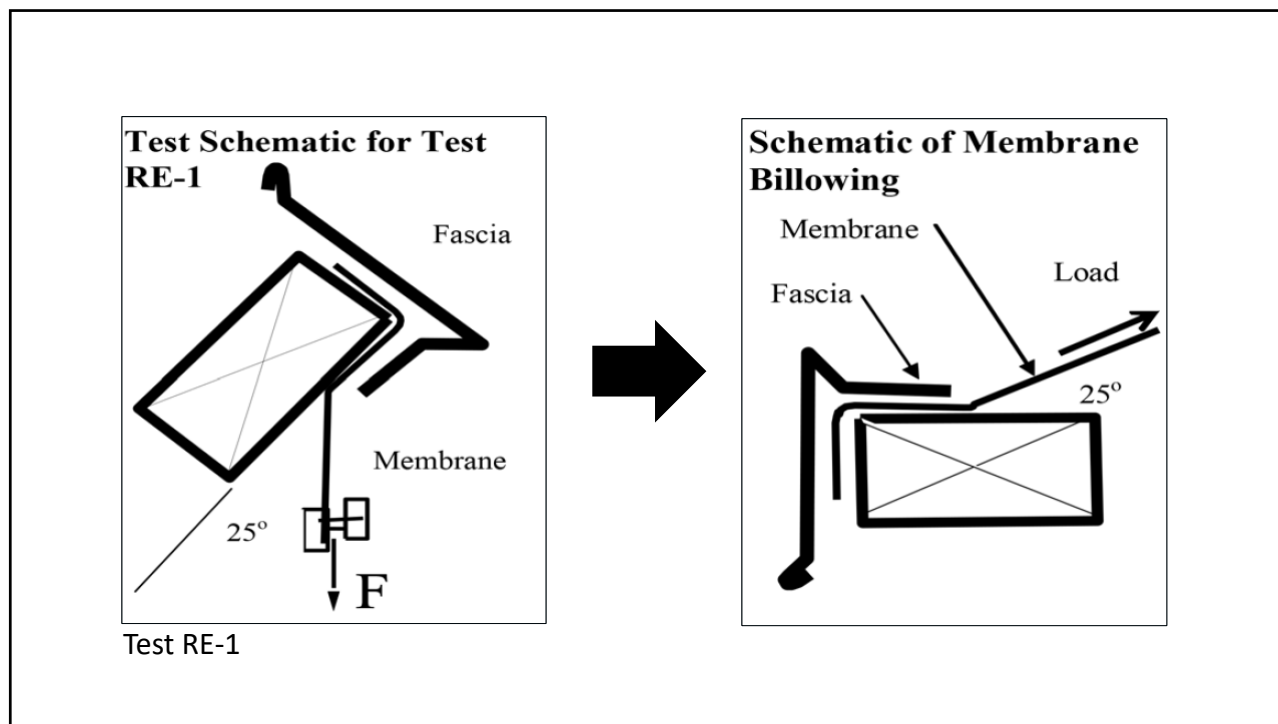 Test Schematic for Test
RE-1
Fascia
Membrane
25°
F
Test RE-1
Schematic of Membrane
Billowing
Membrane
Load
Fascia
25°